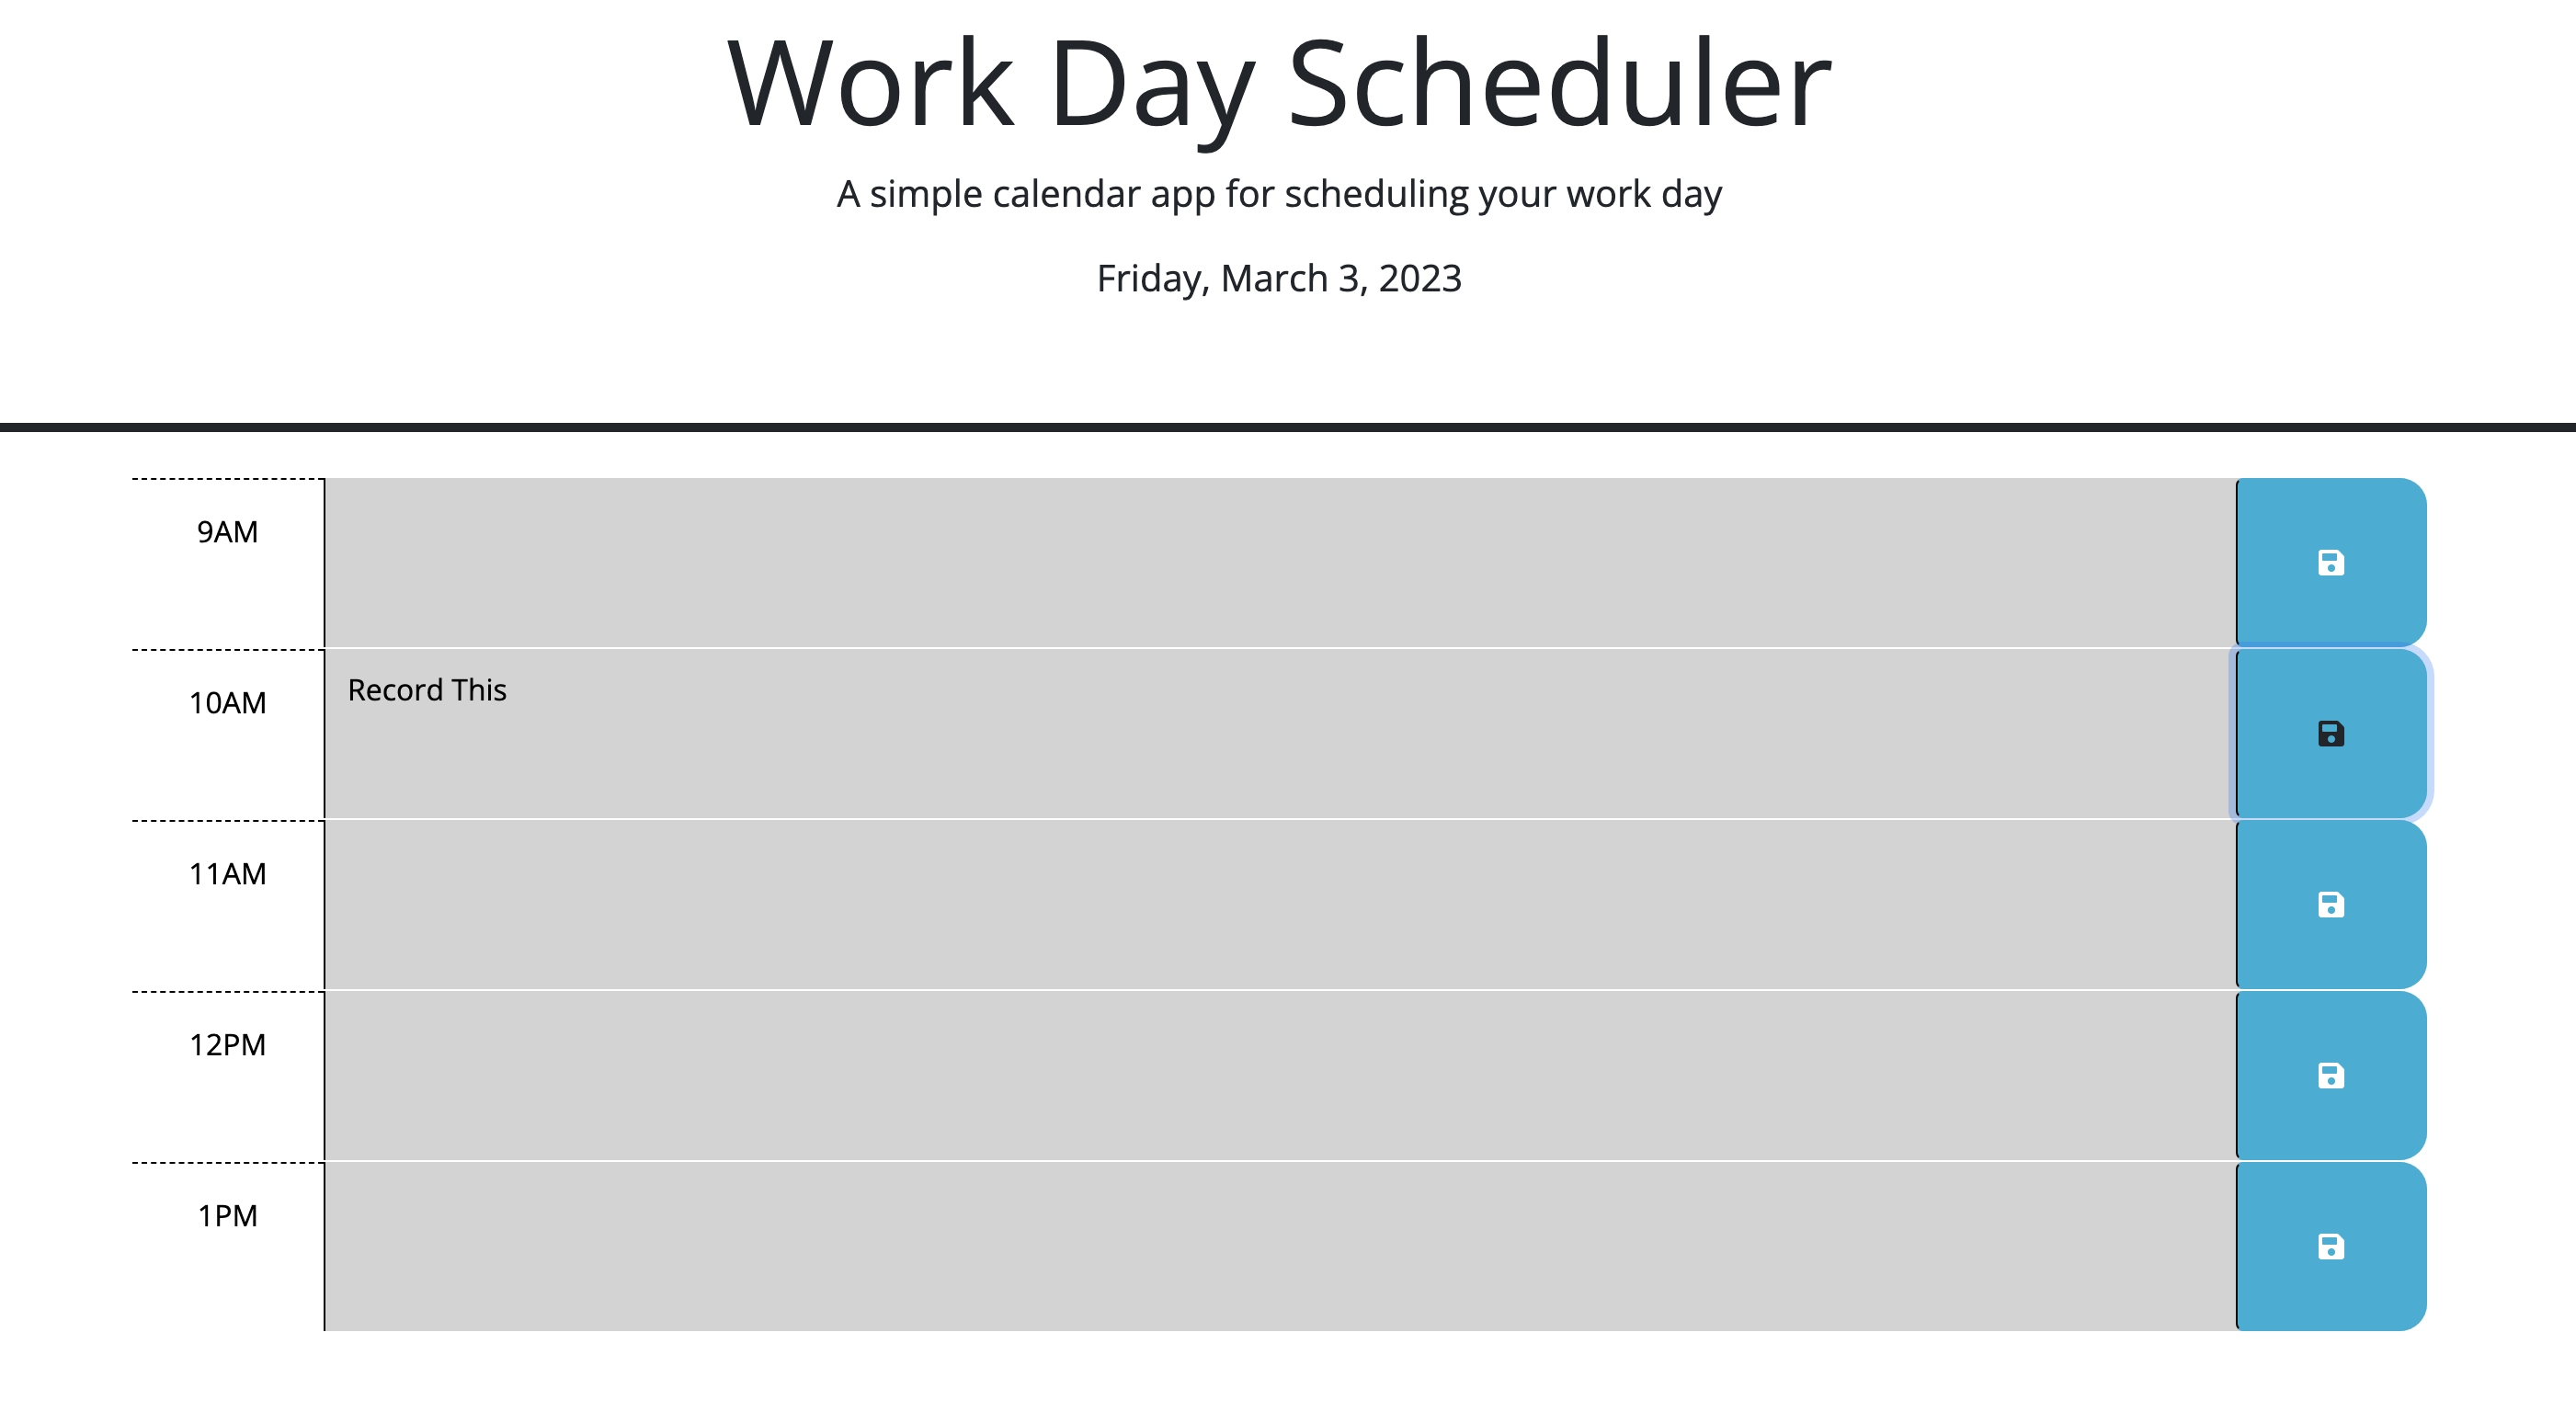 Work Day Scheduler
A simple calendar app for scheduling your work day
Friday, March 3, 2023
9AM
10AM
Record This
11AM
12PM
1PM